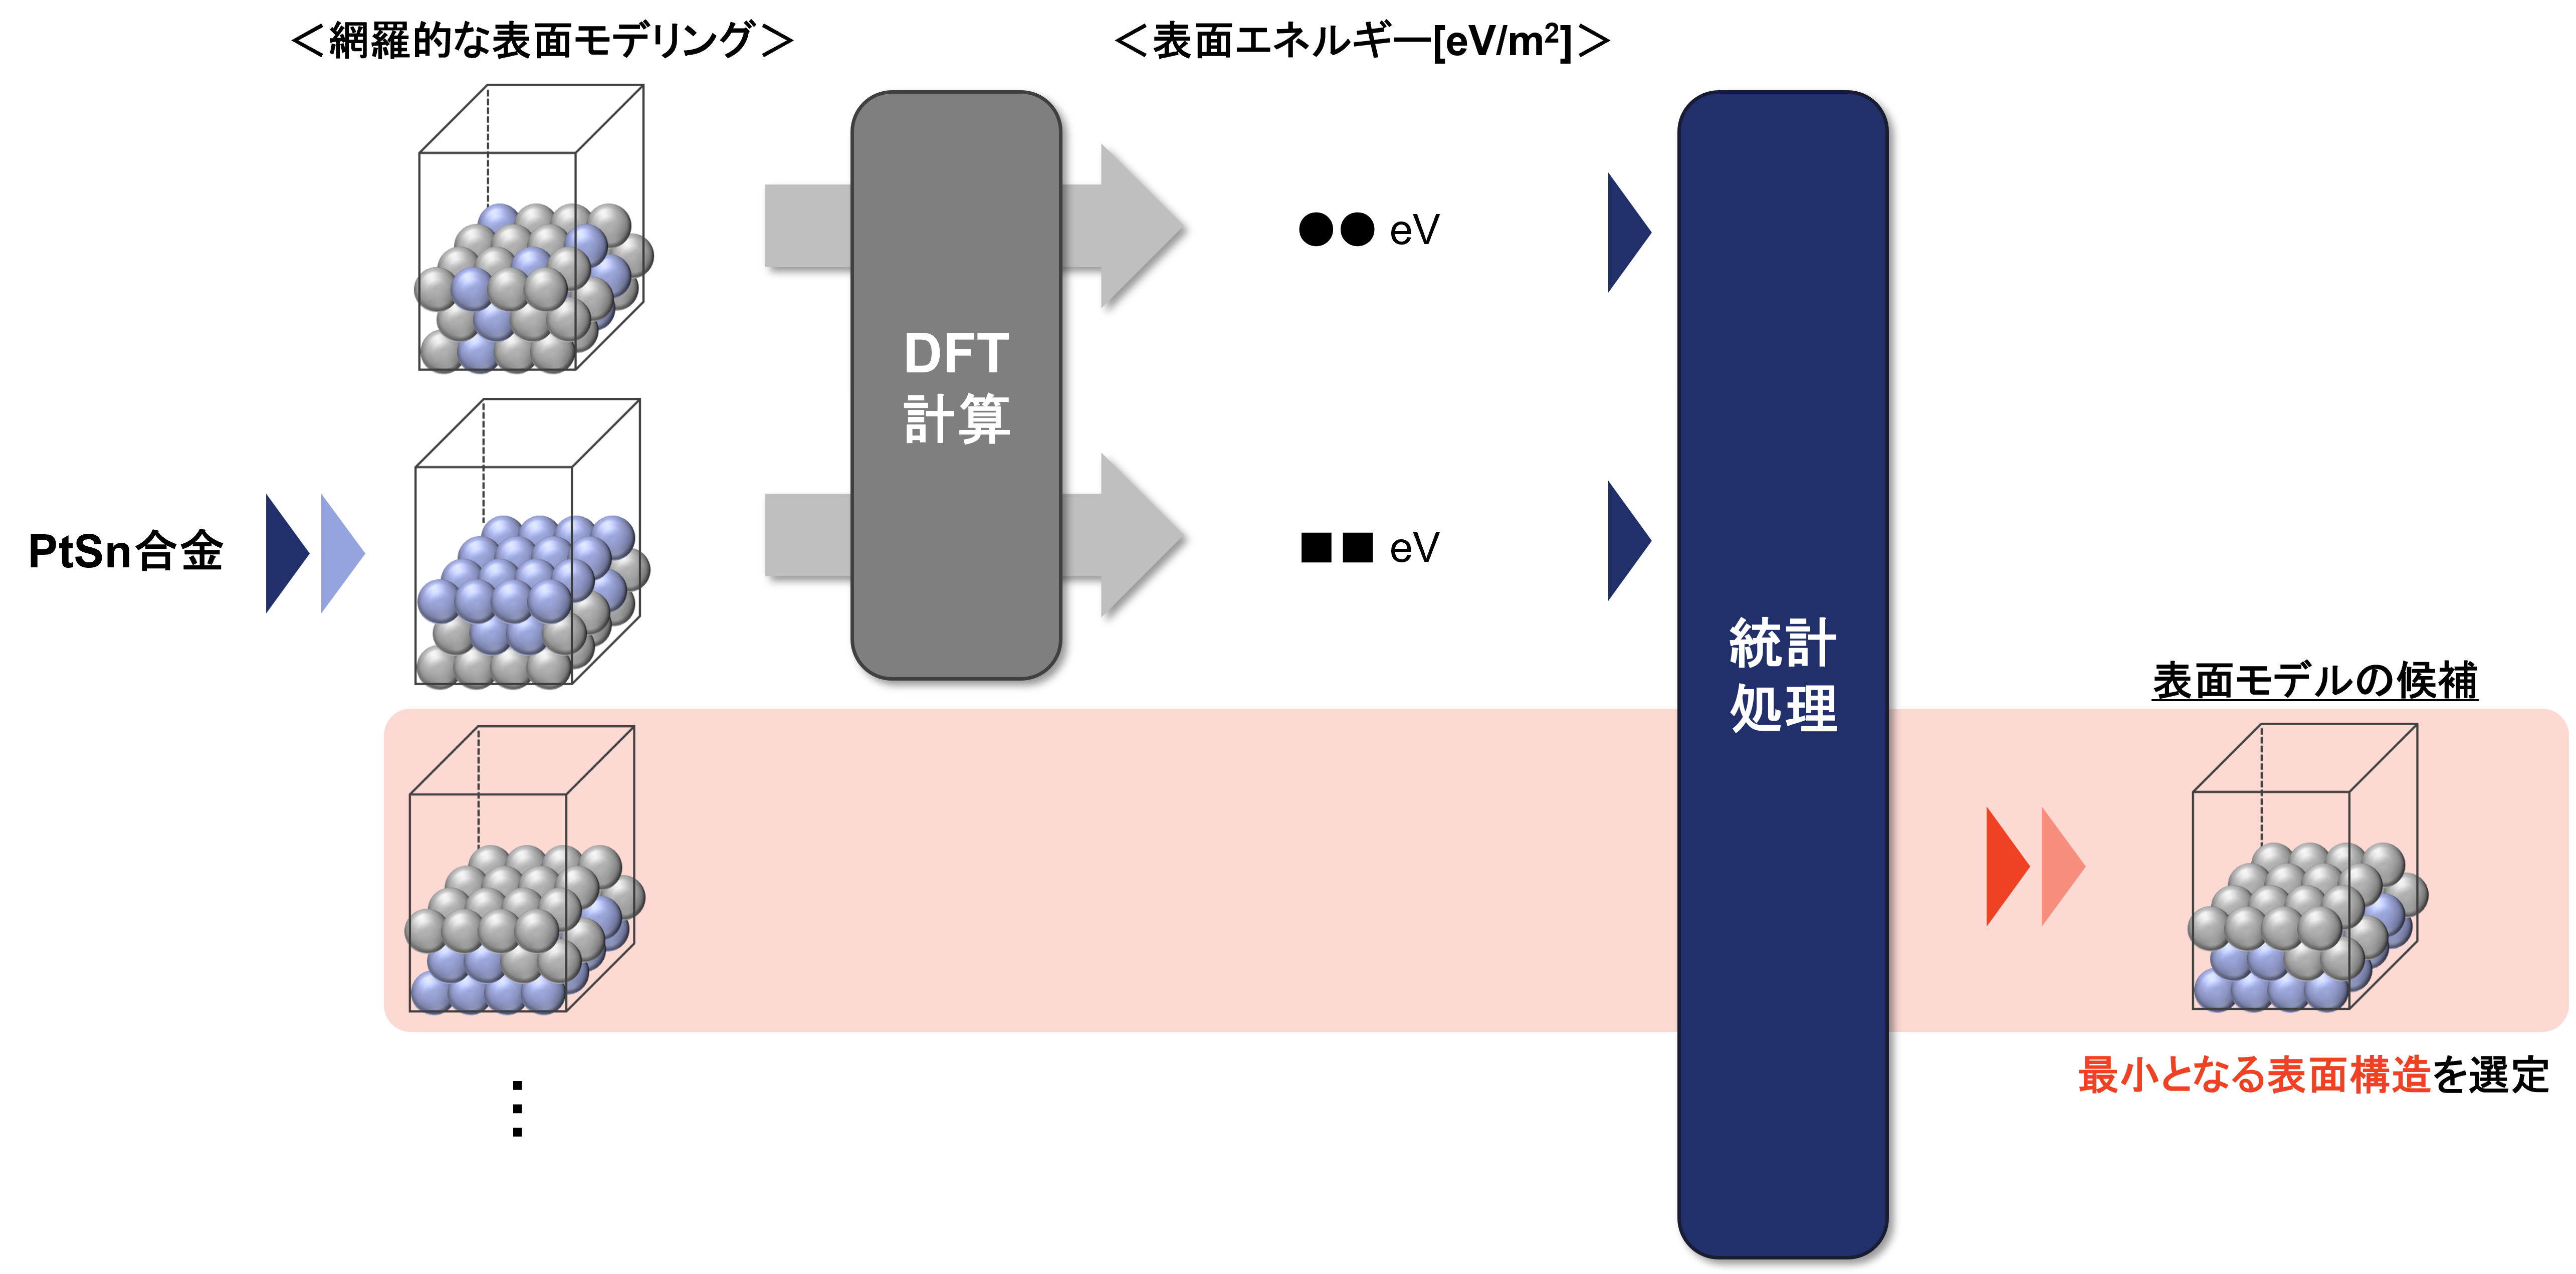 ＜網羅的な表面モデリング＞
＜表面エネルギー[eV/m²]＞
●● eV
DFT
計算
■■ eV
PtSn合金
統計
処理
表面モデルの候補
最小となる表面構造を選定
⋮